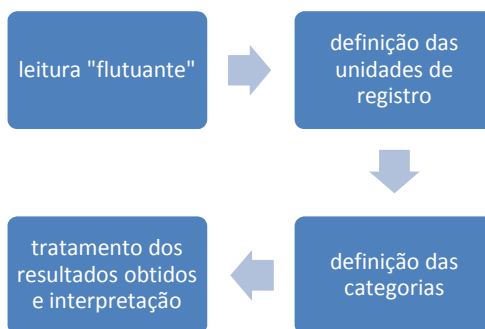 leitura "flutuante"
definição das
unidades de
registro
definição das
categorias
tratamento dos
resultados obtidos
e interpretação